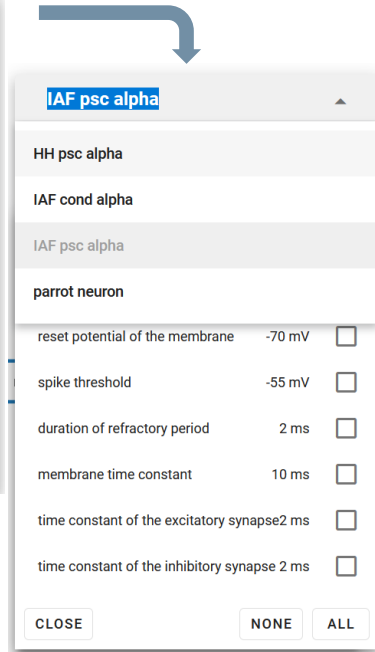 IAF psc alpha
HH psc alpha
IAF cond alpha
IAF psc alpha
parrot neuron
reset potential of the membrane -70 mV
spike threshold -55 mV
duration of refractory period 2 ms
membrane time constant 10 ms
time constant of the excitatory synapse2 ms
time constant of the inhibitory synapse 2 ms
CLOSE NONE ALL